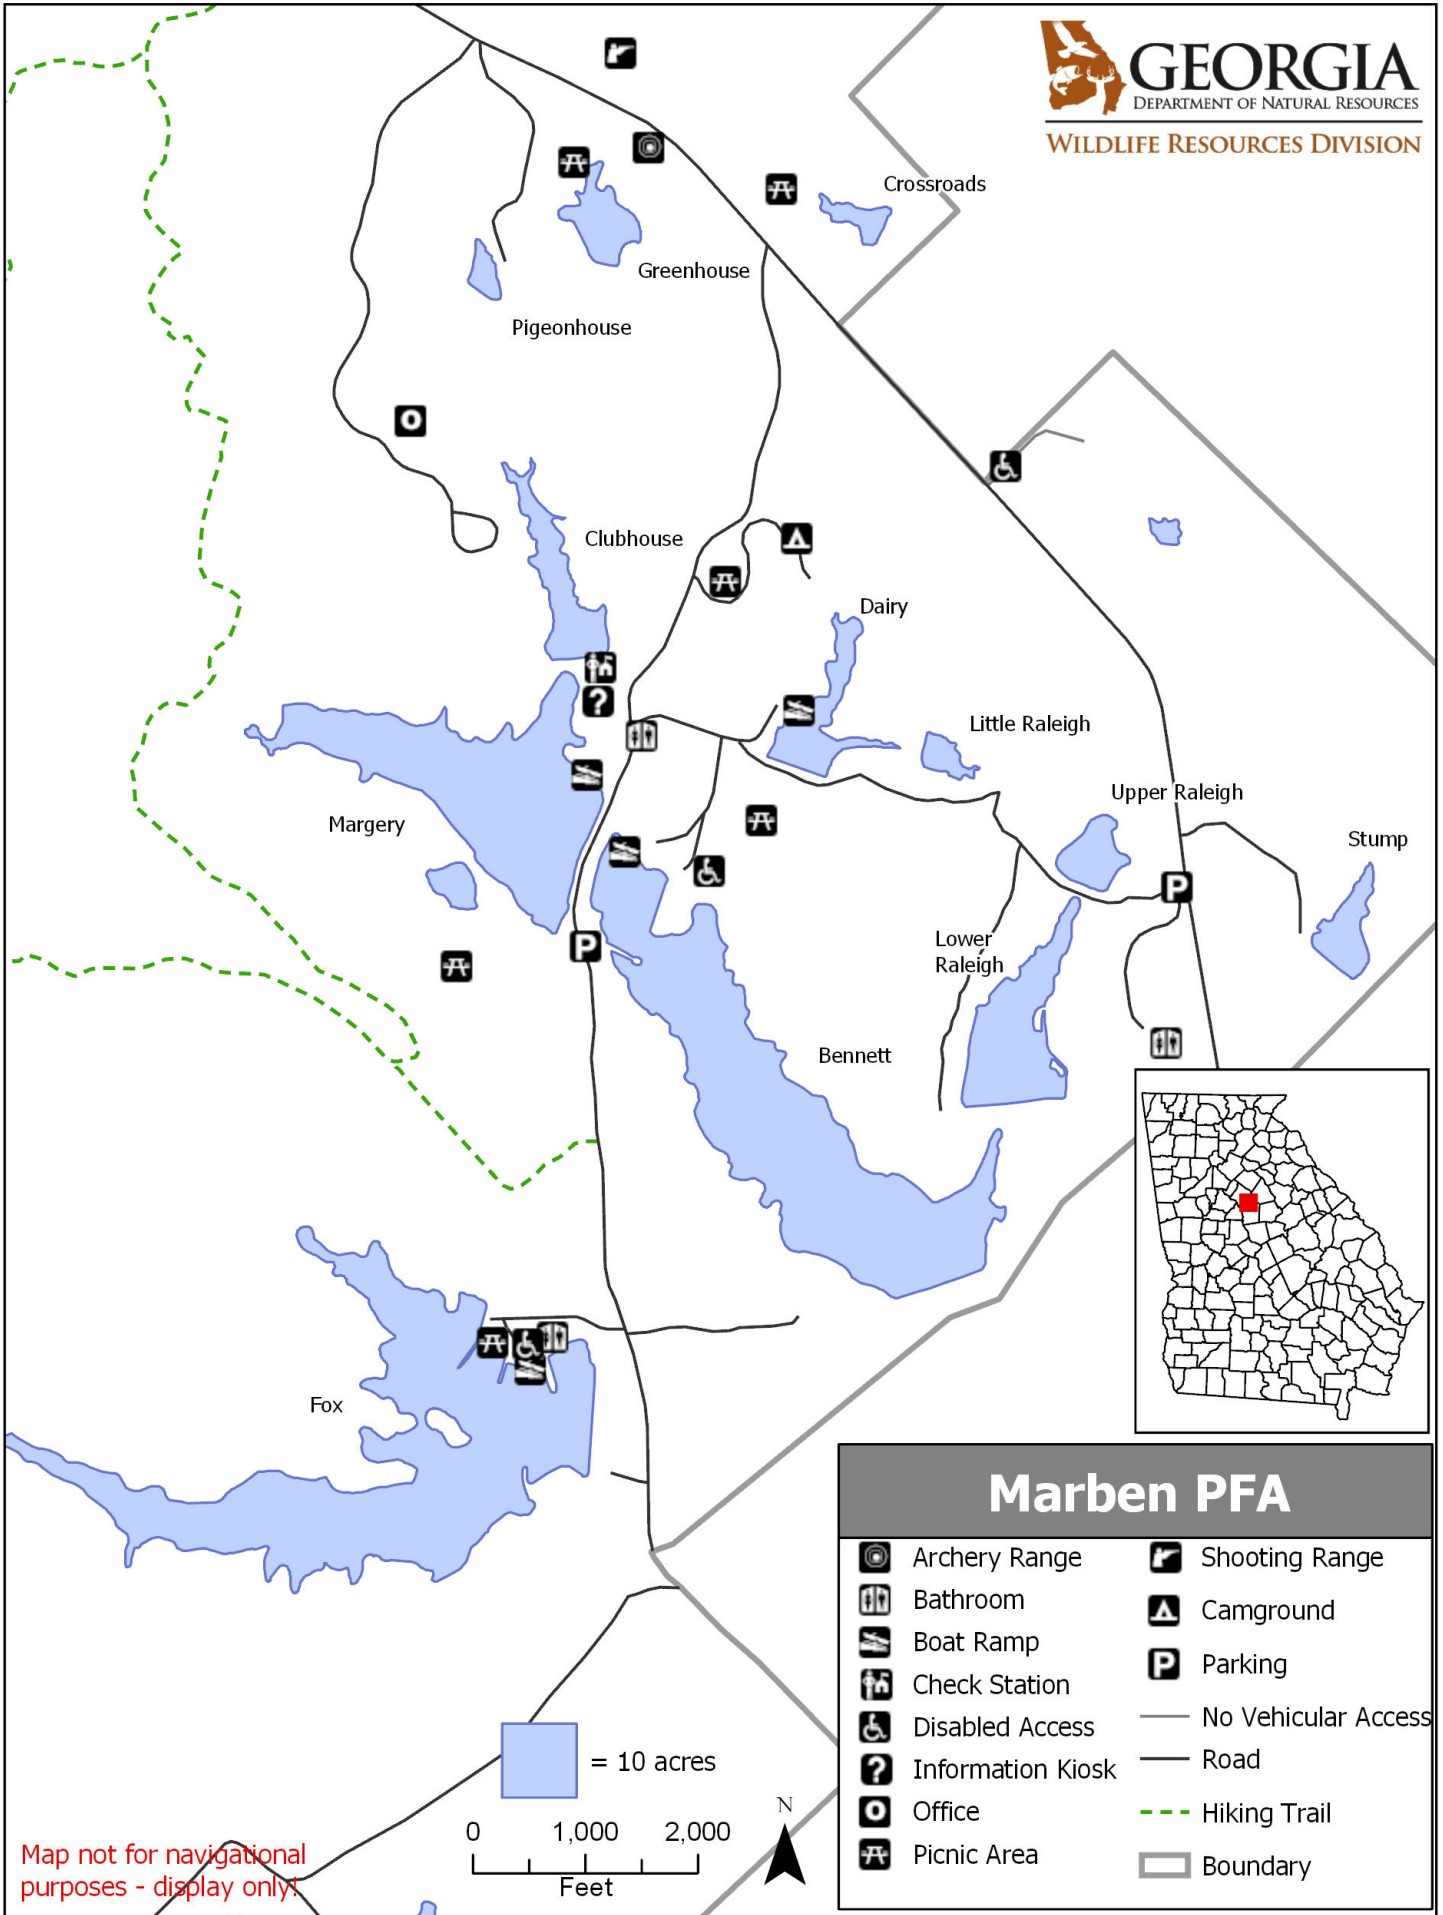 GEORGIA
DEPARTMENT OF NATURAL RESOURCES
WILDLIFE RESOURCES DIVISION
Crossroads
Greenhouse
Pigeonhouse
Clubhouse
Dairy
Little Raleigh
Upper Raleigh
Margery
Stump
P
Lower
Raleigh
P
Bennett
Fox
Marben PFA
Archery Range
Bathroom
Boat Ramp
Check Station
Disabled Access
? Information Kiosk
O Office
Picnic Area
Shooting Range
Camground
P Parking
No Vehicular Access
Road
Hiking Trail
Boundary
= 10 acres
0 1,000 2,000
Feet
N
Map not for navigational
purposes - display only!